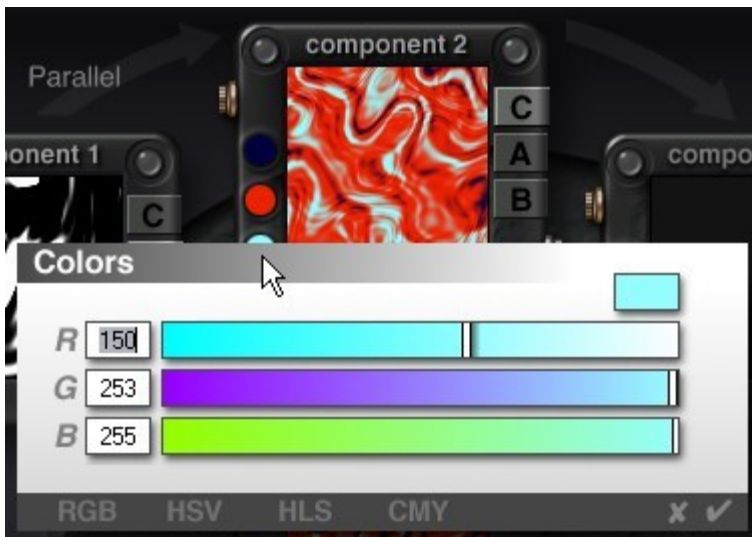 component 2
Parallel
C
A
B
onent 1
C
compo
Colors
R 150
G 253
B 255
RGB HSV HLS CMY